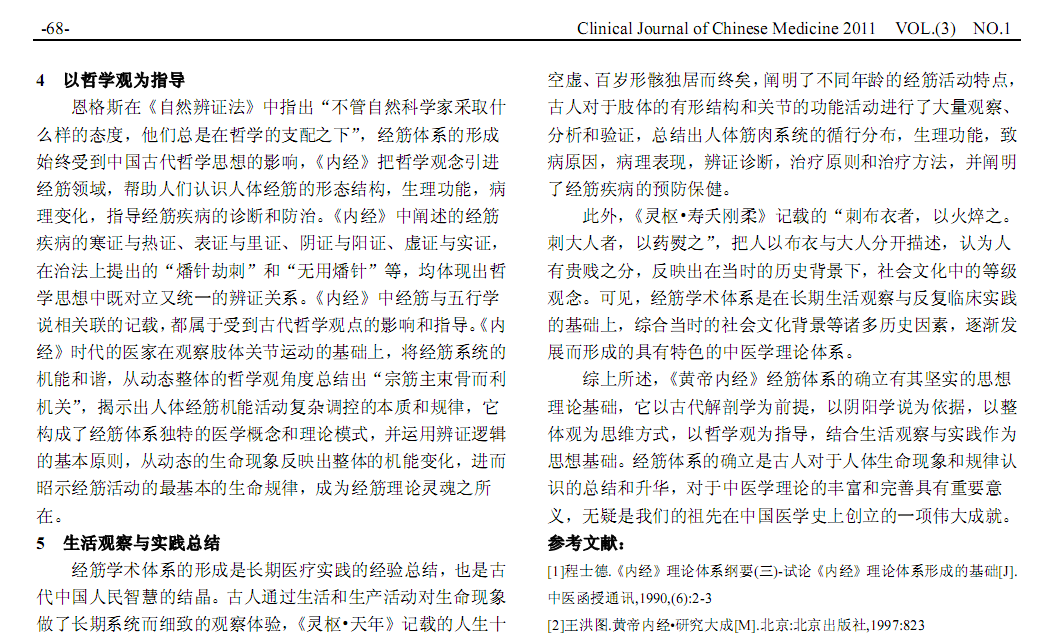 -68-
Clinical Journal of Chinese Medicine 2011 VOL.(3) NO.1
4 以哲学观为指导
恩格斯在《自然辨证法》中指出“不管自然科学家采取什
么样的态度，他们总是在哲学的支配之下”，经筋体系的形成
始终受到中国古代哲学思想的影响，《内经》把哲学观念引进
经筋领域，帮助人们认识人体经筋的形态结构，生理功能，病
理变化，指导经筋疾病的诊断和防治。《内经》中阐述的经筋
疾病的寒证与热证、表证与里证、阴证与阳证、虚证与实证，
在治法上提出的“燔针劫刺”和“无用燔针”等，均体现出哲
学思想中既对立又统一的辨证关系。《内经》中经筋与五行学
说相关联的记载，都属于受到古代哲学观点的影响和指导。《内
经》时代的医家在观察肢体关节运动的基础上，将经筋系统的
机能和谐，从动态整体的哲学观角度总结出“宗筋主束骨而利
机关”，揭示出人体经筋机能活动复杂调控的本质和规律，它
构成了经筋体系独特的医学概念和理论模式，并运用辨证逻辑
的基本原则，从动态的生命现象反映出整体的机能变化，进而
昭示经筋活动的最基本的生命规律，成为经筋理论灵魂之所
在。
5 生活观察与实践总结
经筋学术体系的形成是长期医疗实践的经验总结，也是古
代中国人民智慧的结晶。古人通过生活和生产活动对生命现象
做了长期系统而细致的观察体验，《灵枢•天年》记载的人生十
空虚、百岁形骸独居而终矣，阐明了不同年龄的经筋活动特点，
古人对于肢体的有形结构和关节的功能活动进行了大量观察、
分析和验证，总结出人体筋肉系统的循行分布，生理功能，致
病原因，病理表现，辨证诊断，治疗原则和治疗方法，并阐明
了经筋疾病的预防保健。
此外，《灵枢•寿夭刚柔》记载的“刺布衣者，以火焠之。
刺大人者，以药熨之”，把人以布衣与大人分开描述，认为人
有贵贱之分，反映出在当时的历史背景下，社会文化中的等级
观念。可见，经筋学术体系是在长期生活观察与反复临床实践
的基础上，综合当时的社会文化背景等诸多历史因素，逐渐发
展而形成的具有特色的中医学理论体系。
综上所述，《黄帝内经》经筋体系的确立有其坚实的思想
理论基础，它以古代解剖学为前提，以阴阳学说为依据，以整
体观为思维方式，以哲学观为指导，结合生活观察与实践作为
思想基础。经筋体系的确立是古人对于人体生命现象和规律认
识的总结和升华，对于中医学理论的丰富和完善具有重要意
义，无疑是我们的祖先在中国医学史上创立的一项伟大成就。
参考文献：
[1]程士德.《内经》理论体系纲要(三)-试论《内经》理论体系形成的基础[J].
中医函授通讯,1990,(6):2-3
[2]王洪图.黄帝内经•研究大成[M].北京:北京出版社,1997:823